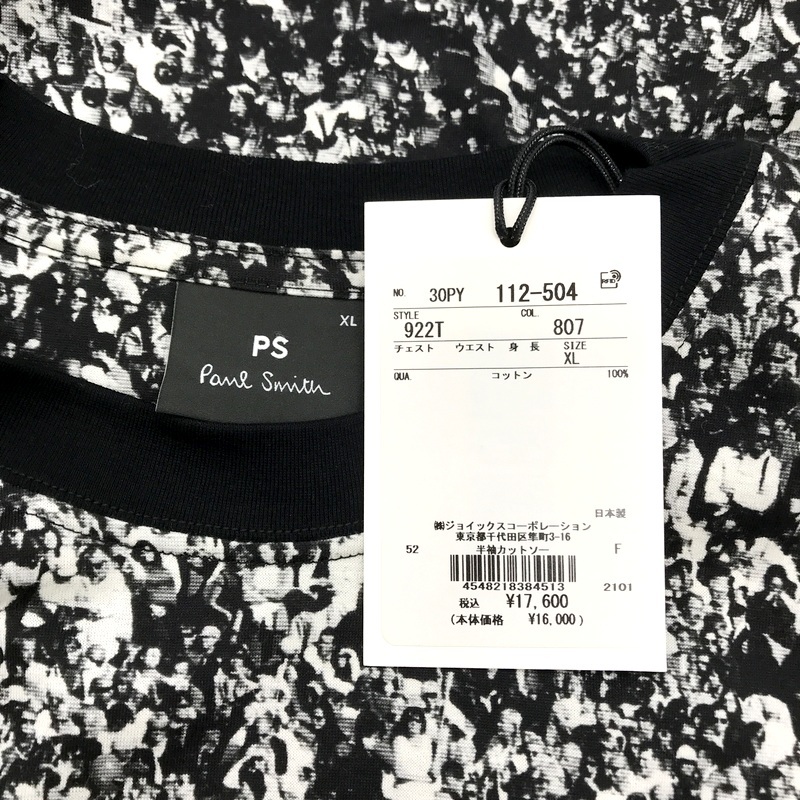 XL
PS
Paul Smith
NO. 30PY 112-504 RFID
STYLE COL.
922T 807
チェスト ウエスト 身 長 SIZE
XL
QUA. コットン 100%
日本製
㈱ジョイックスコーポレーション
東京都千代田区隼町3-16
52 半袖カットソー F
4548218384513 2101
税込 ¥17,600
(本体価格 ¥16,000)